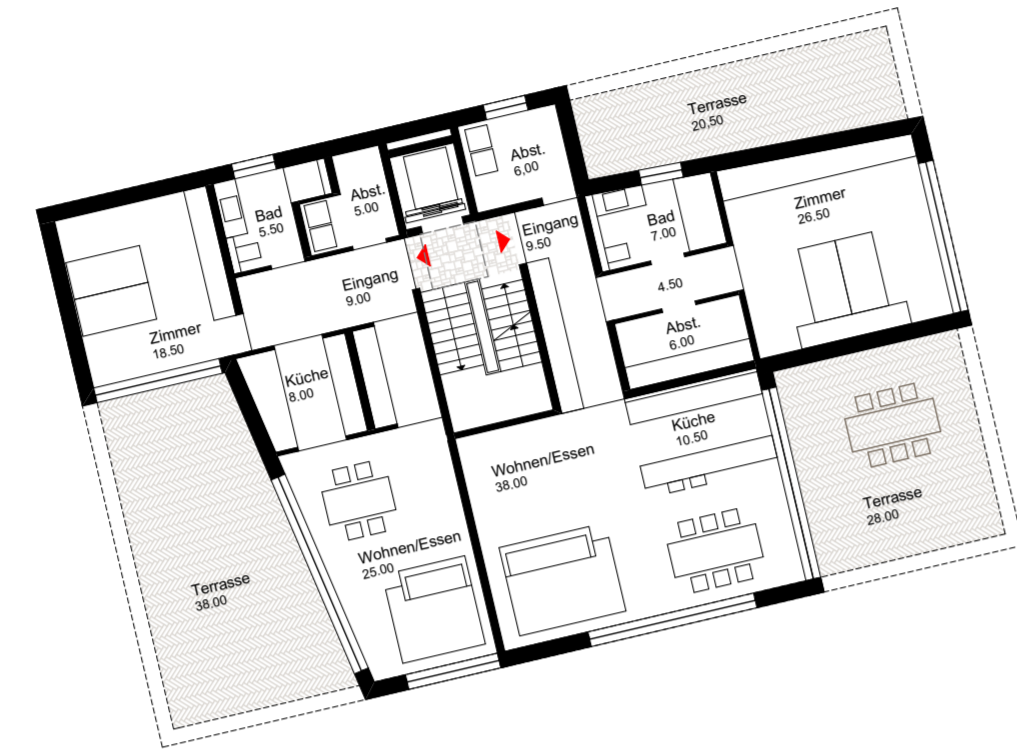 Terrasse
20,50
Abst.
6,00
Zimmer
26.50
Abst.
5.00
Bad
5.50
Bad
7.00
Eingang
9.50
Eingang
9.00
4.50
Zimmer
18.50
Abst.
6.00
Küche
8.00
Küche
10.50
Wohnen/Essen
38.00
Terrasse
28.00
Wohnen/Essen
25.00
Terrasse
38.00